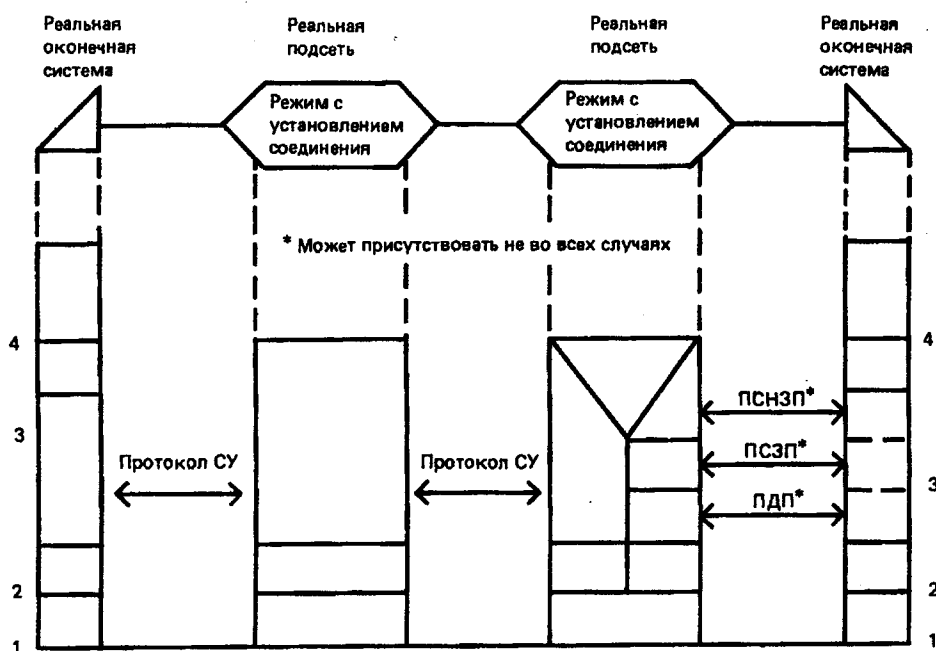 Реальная
оконечная
система
Реальная
подсеть
Реальная
подсеть
Реальная
оконечная
система
Режим с
установлением
соединения
Режим с
установлением
соединения
* Может присутствовать не во всех случаях
4
4
ПСНЗП*
3
Протокол СУ
Протокол СУ
ПСЗП*
3
ПДП*
2
2
1
1